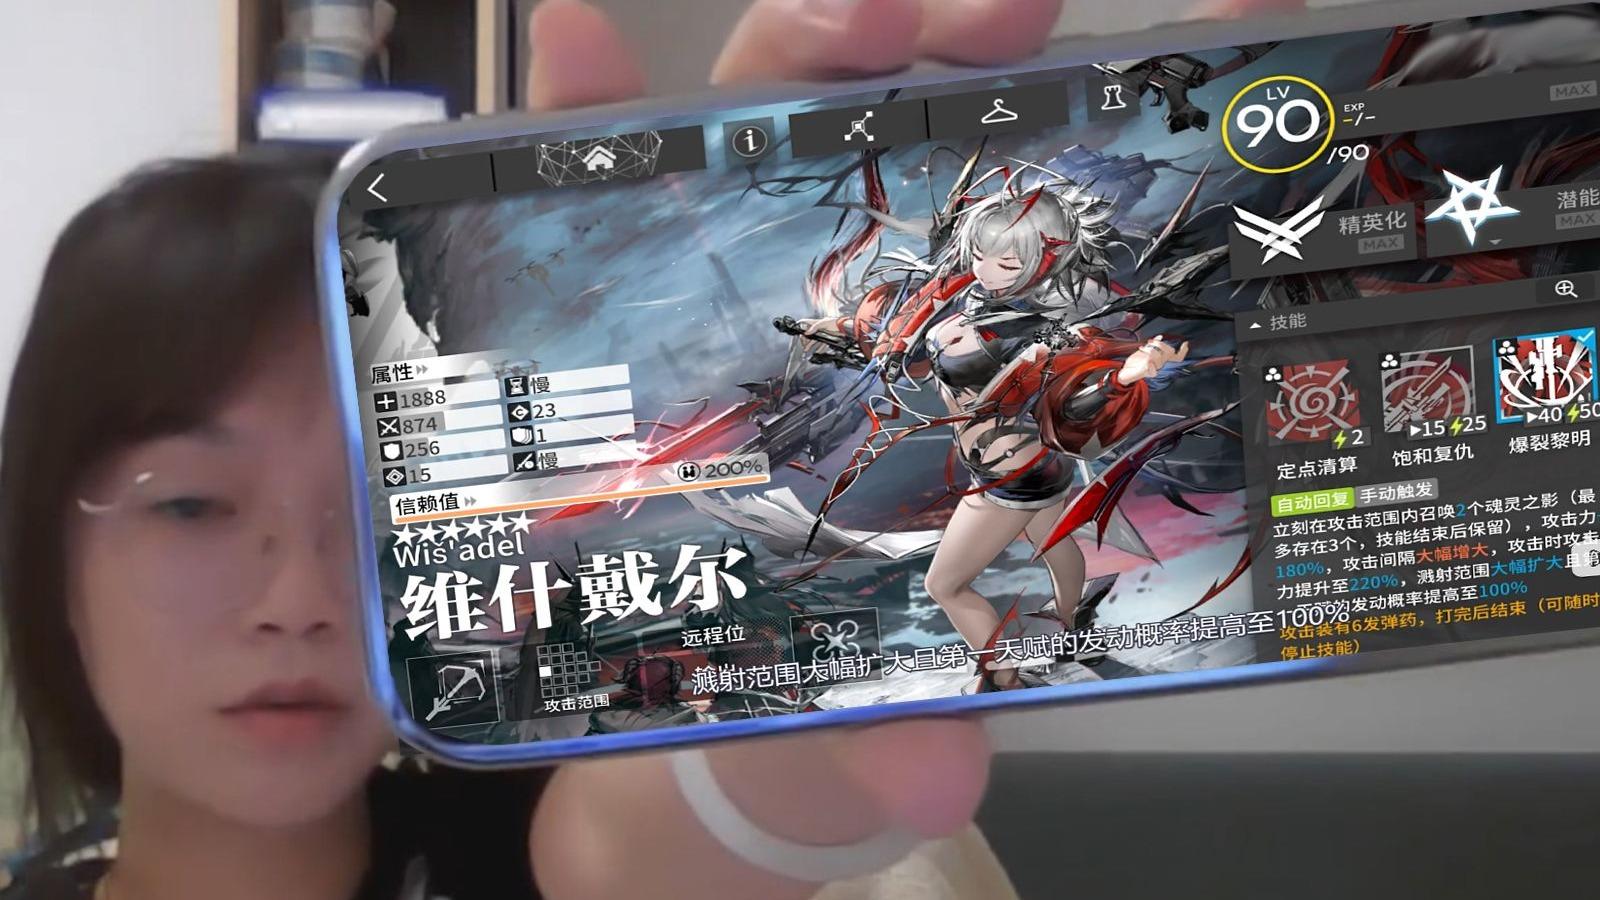 LV
90
/90
EXP
-/-
MAX
精英化
MAX
潜能
MAX
属性
1888
慢
874
23
256
1
15
慢
信赖值
200%
Wis'adel
维什戴尔
远程位
攻击范围
技能
2
15 25
40 50
定点清算
饱和复仇
爆裂黎明
自动回复 手动触发
立刻在攻击范围内召唤2个魂灵之影（最
多存在3个，技能结束后保留），攻击力+
180%，攻击间隔大幅增大，攻击时攻击
力提升至220%，溅射范围大幅扩大且第
的发动概率提高至100%
攻击装有6发弹药，打完后结束（可随时
停止技能）
溅射范围大幅扩大且第一天赋的发动概率提高至100%